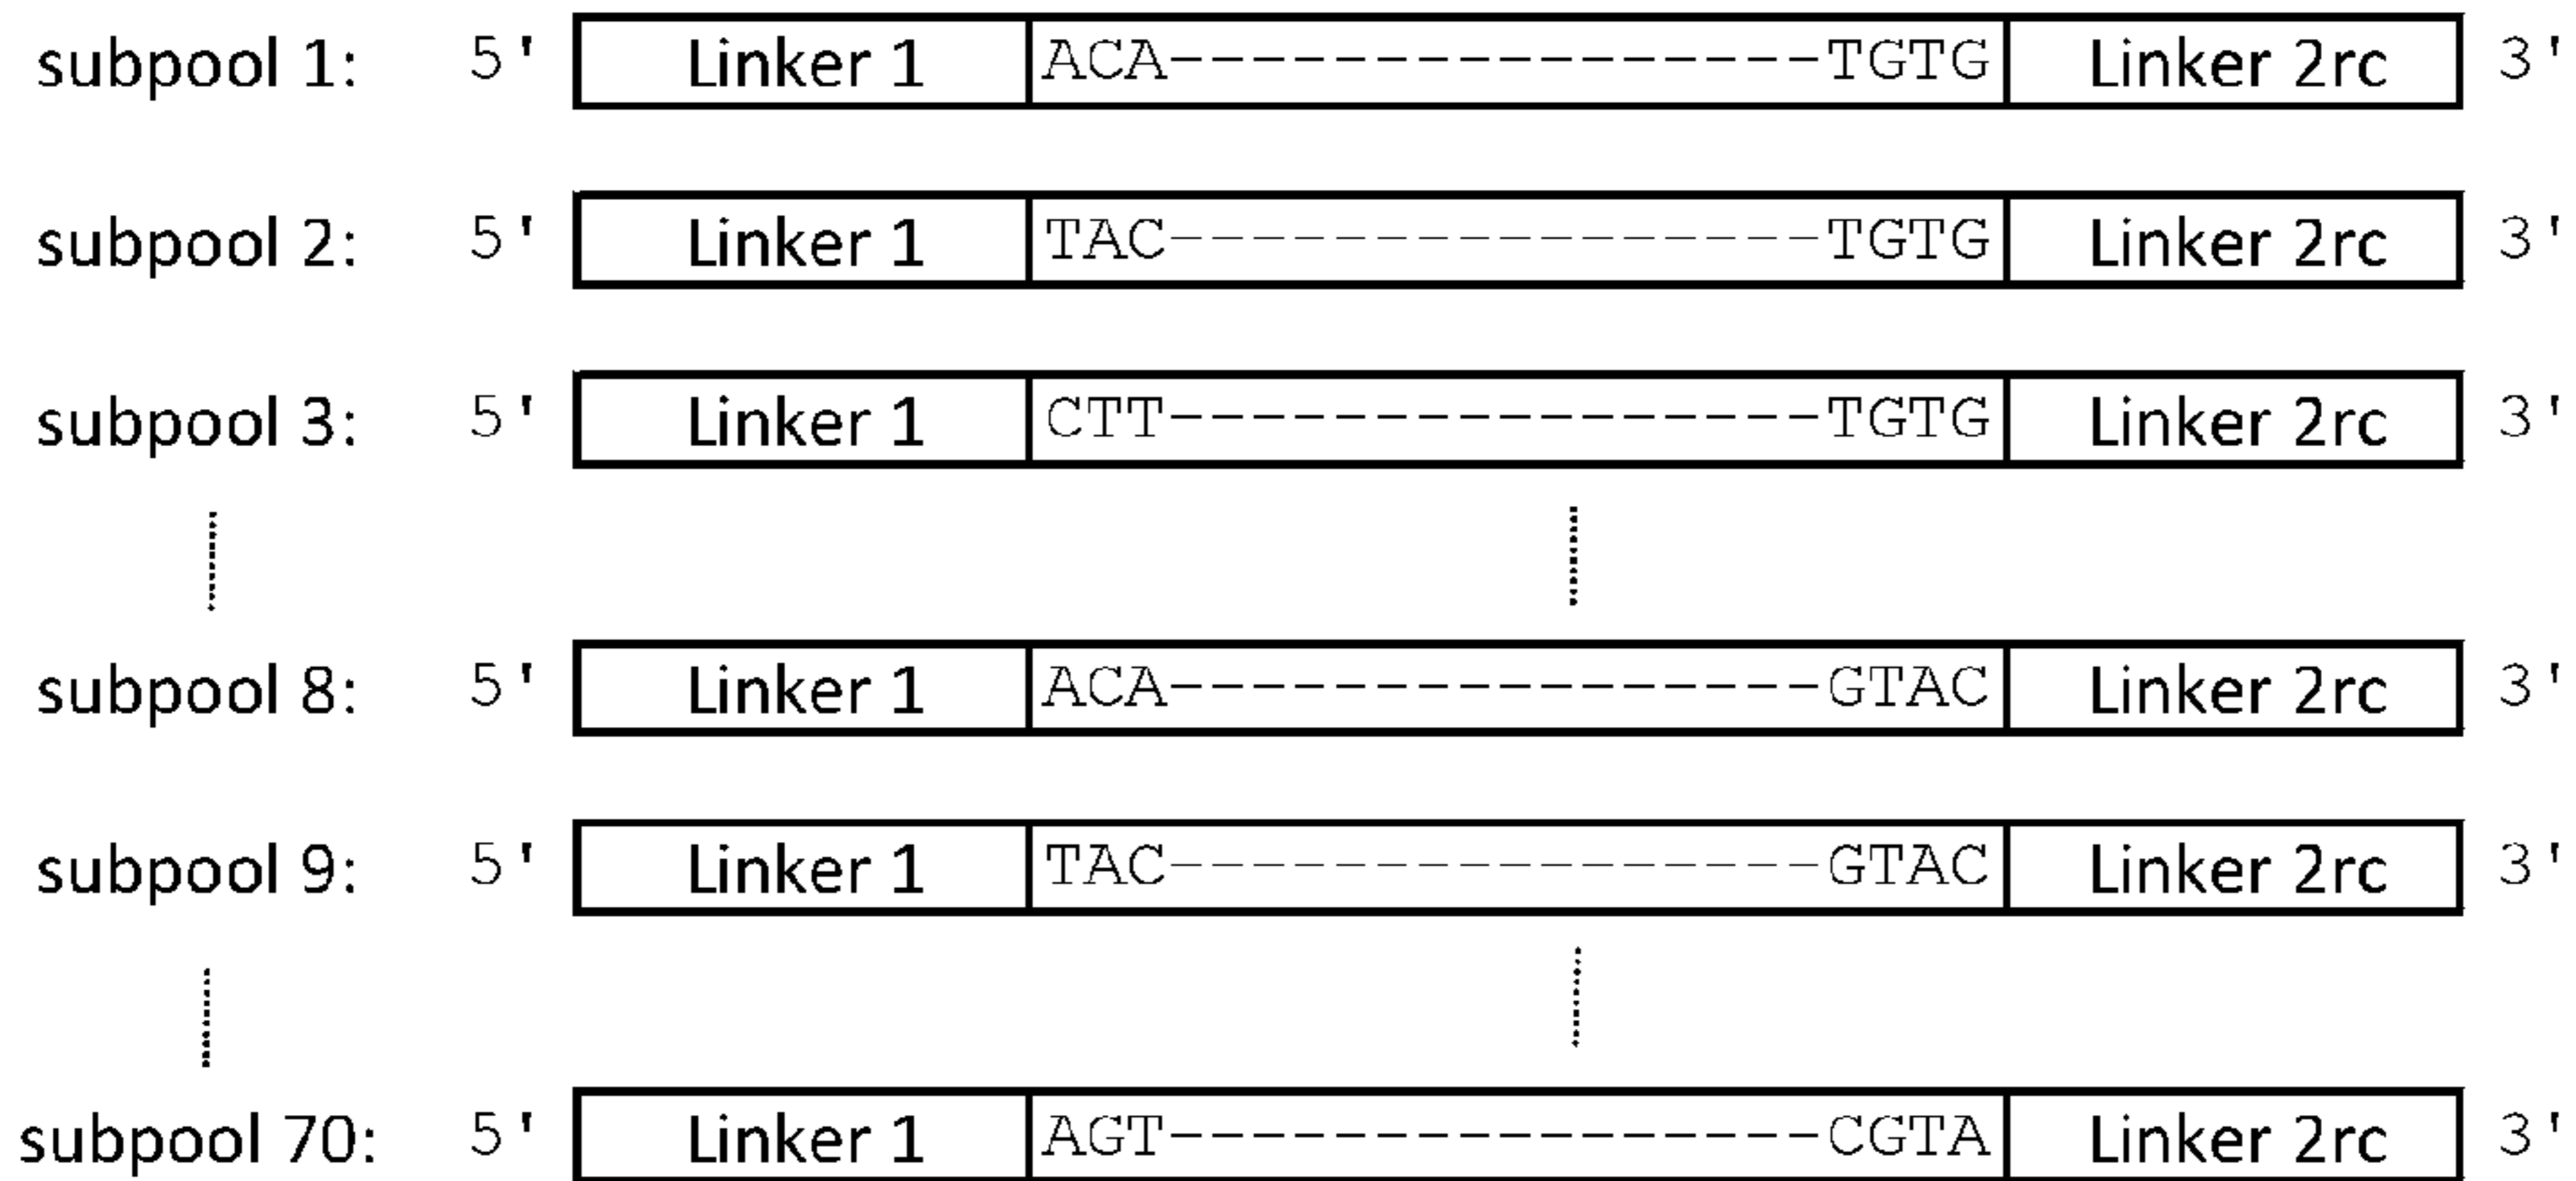 subpool 1: 5' Linker 1 ACA----------------TGTG Linker 2rc 3'
subpool 2: 5' Linker 1 TAC----------------TGTG Linker 2rc 3'
subpool 3: 5' Linker 1 CTT----------------TGTG Linker 2rc 3'
subpool 8: 5' Linker 1 ACA----------------GTAC Linker 2rc 3'
subpool 9: 5' Linker 1 TAC----------------GTAC Linker 2rc 3'
subpool 70: 5' Linker 1 AGT----------------CGTA Linker 2rc 3'